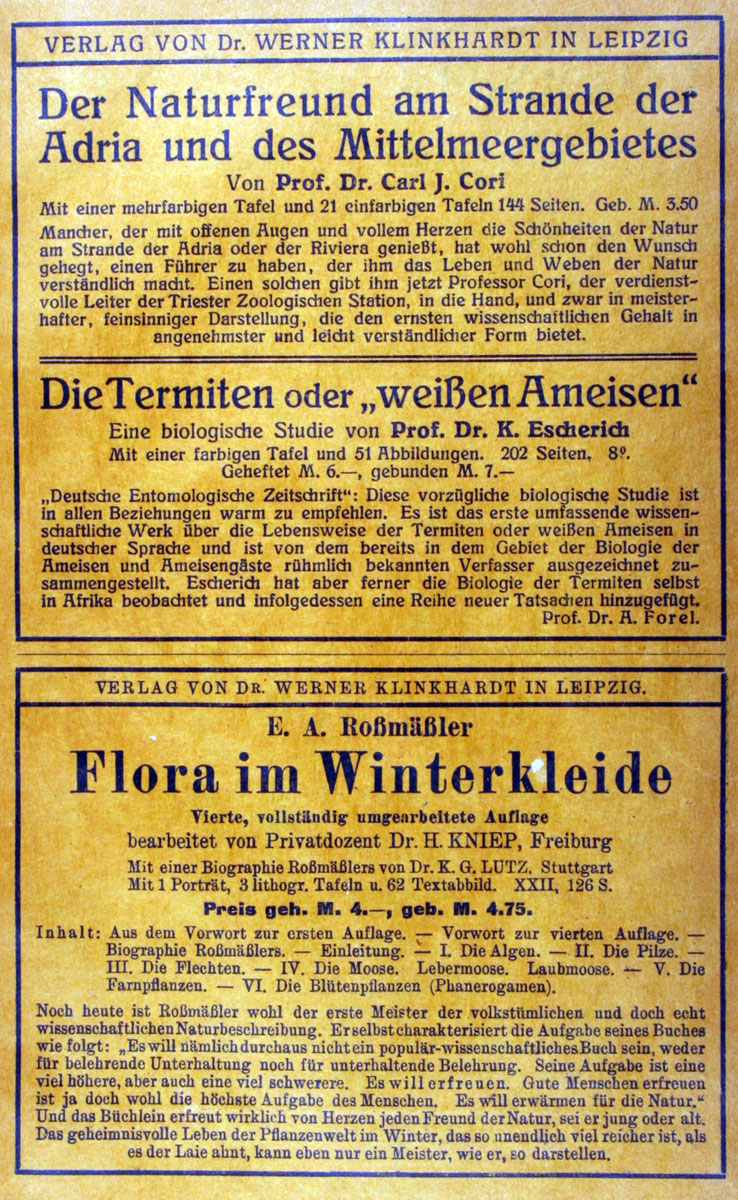 VERLAG VON Dr. WERNER KLINKHARDT IN LEIPZIG
Der Naturfreund am Strande der
Adria und des Mittelmeergebietes
Von Prof. Dr. Carl J. Cori
Mit einer mehrfarbigen Tafel und 21 einfarbigen Tafeln 144 Seiten. Geb. M. 3.50
Mancher, der mit offenen Augen und vollem Herzen die Schönheiten der Natur
am Strande der Adria oder der Riviera genießt, hat wohl schon den Wunsch
gehegt, einen Führer zu haben, der ihm das Leben und Weben der Natur
verständlich macht. Einen solchen gibt ihm jetzt Professor Cori, der verdienst-
volle Leiter der Triester Zoologischen Station, in die Hand, und zwar in meister-
hafter, feinsinniger Darstellung, die den ernsten wissenschaftlichen Gehalt in
angenehmster und leicht verständlicher Form bietet.
Die Termiten oder „weißen Ameisen“
Eine biologische Studie von Prof. Dr. K. Escherich
Mit einer farbigen Tafel und 51 Abbildungen. 202 Seiten, 8º.
Geheftet M. 6.—, gebunden M. 7.—
„Deutsche Entomologische Zeitschrift“: Diese vorzügliche biologische Studie ist
in allen Beziehungen warm zu empfehlen. Es ist das erste umfassende wissen-
schaftliche Werk über die Lebensweise der Termiten oder weißen Ameisen in
deutscher Sprache und ist von dem bereits in dem Gebiet der Biologie der
Ameisen und Ameisengäste rühmlich bekannten Verfasser ausgezeichnet zu-
sammengestellt. Escherich hat aber ferner die Biologie der Termiten selbst
in Afrika beobachtet und infolgedessen eine Reihe neuer Tatsachen hinzugefügt.
Prof. Dr. A. Forel.
VERLAG VON DR. WERNER KLINKHARDT IN LEIPZIG.
E. A. Roßmäßler
Flora im Winterkleide
Vierte, vollständig umgearbeitete Auflage
bearbeitet von Privatdozent Dr. H. KNIEP, Freiburg
Mit einer Biographie Roßmäßlers von Dr. K. G. LUTZ, Stuttgart
Mit 1 Porträt, 3 lithogr. Tafeln u. 62 Textabbild. XXII, 126 S.
Preis geh. M. 4.—, geb. M. 4.75.
Inhalt: Aus dem Vorwort zur ersten Auflage. — Vorwort zur vierten Auflage. —
Biographie Roßmäßlers. — Einleitung. — I. Die Algen. — II. Die Pilze. —
III. Die Flechten. — IV. Die Moose. Lebermoose. Laubmoose. — V. Die
Farnpflanzen. — VI. Die Blütenpflanzen (Phanerogamen).
Noch heute ist Roßmäßler wohl der erste Meister der volkstümlichen und doch echt
wissenschaftlichen Naturbeschreibung. Er selbst charakterisiert die Aufgabe seines Buches
wie folgt: „Es will nämlich durchaus nicht ein populär-wissenschaftliches Buch sein, weder
für belehrende Unterhaltung noch für unterhaltende Belehrung. Seine Aufgabe ist eine
viel höhere, aber auch eine viel schwerere. Es will erfreuen. Gute Menschen erfreuen
ist ja doch wohl die höchste Aufgabe des Menschen. Es will erwärmen für die Natur.“
Und das Büchlein erfreut wirklich von Herzen jeden Freund der Natur, sei er jung oder alt.
Das geheimnisvolle Leben der Pflanzenwelt im Winter, das so unendlich viel reicher ist, als
es der Laie ahnt, kann eben nur ein Meister, wie er, so darstellen.